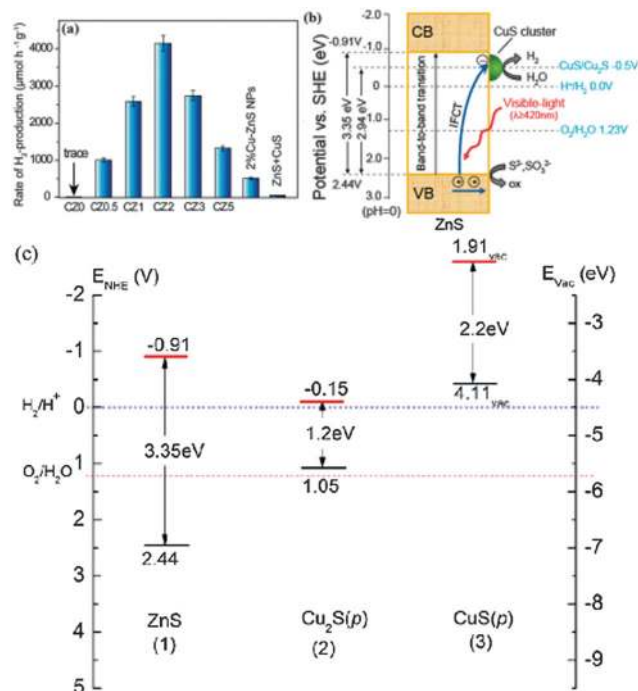 (a)
Rate of H₂-production (μmol h⁻¹ g⁻¹)
4000
3000
2000
1000
0
trace
2%Cu-ZnS NPs
ZnS+CuS
CZ0 CZ0.5 CZ1 CZ2 CZ3 CZ5
(b)
Potential vs. SHE (eV)
-0.91V
-2.0
-1.0
0
1.0
2.0
3.0
2.44V
(pH=0)
3.35 eV
2.94 eV
CB
VB
Band-to-band transition
IFCT
ZnS
CuS cluster
H₂
H₂O
CuS/Cu₂S -0.5V
H⁺/H₂ 0.0V
Visible-light
(λ≥420nm)
O₂/H₂O 1.23V
S²⁻,SO₃²⁻
ox
(c)
E_NHE (V)
E_Vac (eV)
-2
-1
0
1
2
3
4
5
H₂/H⁺
O₂/H₂O
-0.91
3.35eV
2.44
-0.15
1.2eV
1.05
1.91 vac
2.2eV
4.11 vac
-3
-4
-5
-6
-7
-8
-9
ZnS
(1)
Cu₂S(p)
(2)
CuS(p)
(3)